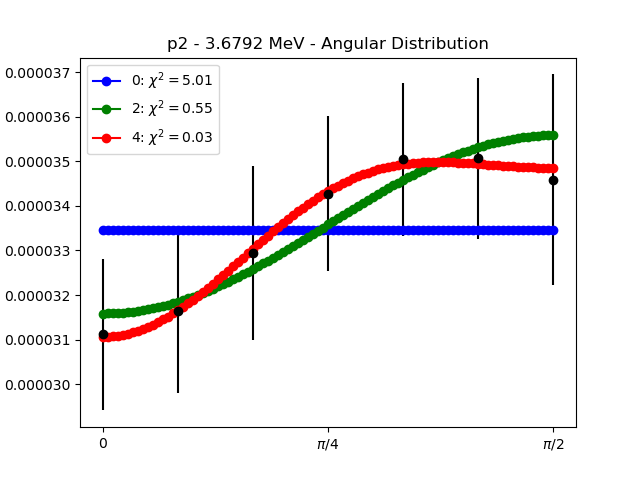 p2 - 3.6792 MeV - Angular Distribution
0.000037
0.000036
0.000035
0.000034
0.000033
0.000032
0.000031
0.000030
0: χ² = 5.01
2: χ² = 0.55
4: χ² = 0.03
0
π/4
π/2